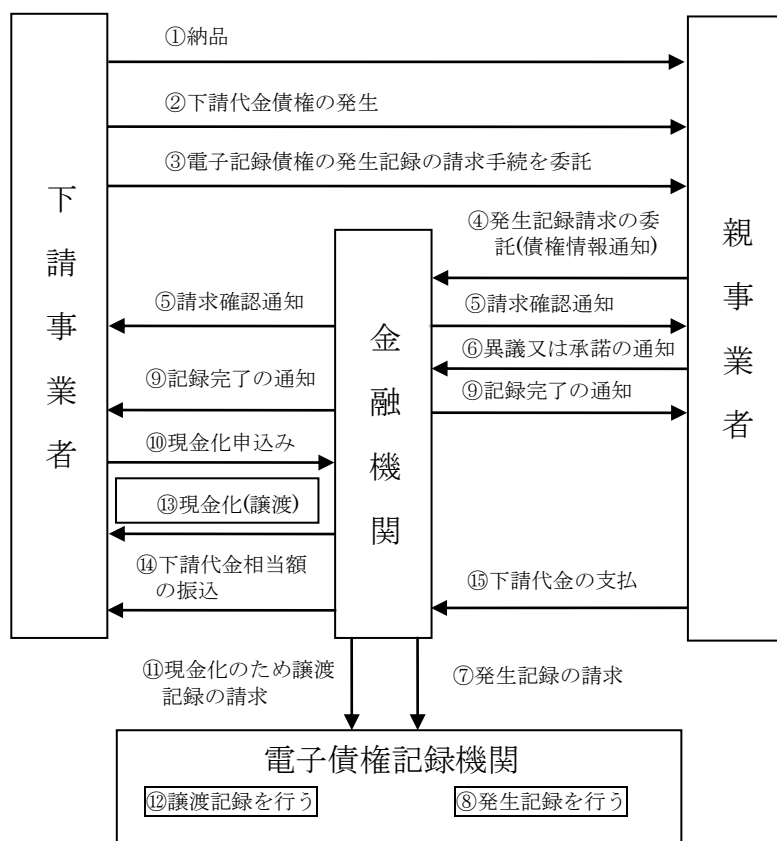 ①納品
②下請代金債権の発生
③電子記録債権の発生記録の請求手続を委託
下請事業者
親事業者
金融機関
④発生記録請求の委
託(債権情報通知)
⑤請求確認通知
⑤請求確認通知
⑥異議又は承諾の通知
⑨記録完了の通知
⑨記録完了の通知
⑩現金化申込み
⑬現金化(譲渡)
⑭下請代金相当額
の振込
⑮下請代金の支払
⑪現金化のため譲渡
記録の請求
⑦発生記録の請求
電子債権記録機関
⑫譲渡記録を行う
⑧発生記録を行う